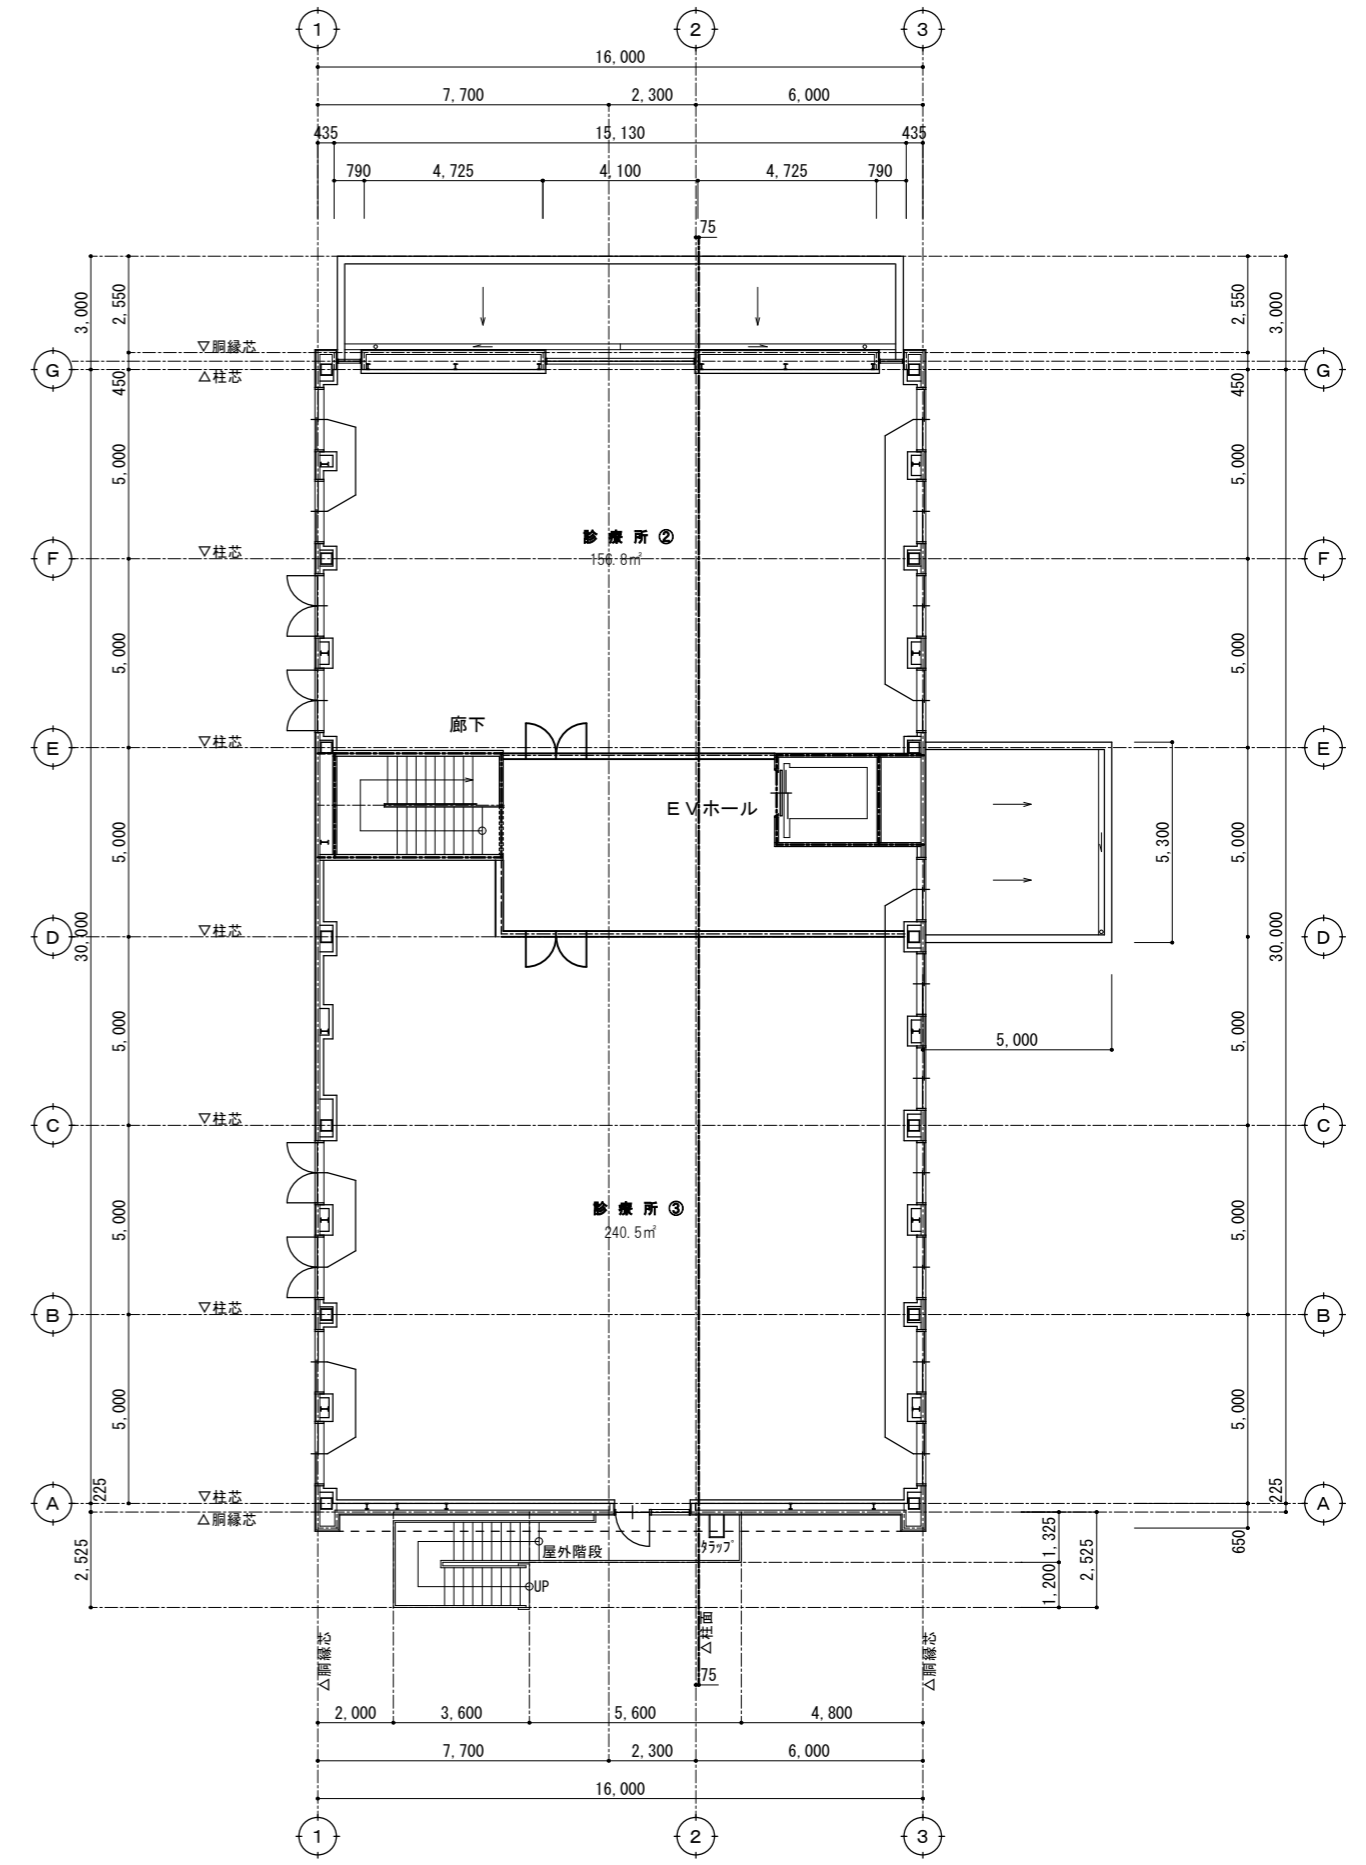 1 2 3
16,000
7,700 2,300 6,000
435 15,130 435
790 4,725 4,100 4,725 790
75
3,000 2,550 2,550 3,000
▽胴縁芯
G △柱芯 G
450 450
5,000 5,000
診療所②
156.8㎡
F ▽柱芯 F
5,000 5,000
廊下
E ▽柱芯 E
EVホール
5,000 5,300 5,000
D ▽柱芯 D
30,000 30,000
5,000 5,000 5,000
C ▽柱芯 C
診療所③
240.5㎡
5,000 5,000
B ▽柱芯 B
5,000 5,000
225 225
A ▽柱芯 A
△胴縁芯
2,525 屋外階段 タラップ 1,325 2,525 650
UP 1,200
△胴縁芯 △柱面 △胴縁芯
75
2,000 3,600 5,600 4,800
7,700 2,300 6,000
16,000
1 2 3